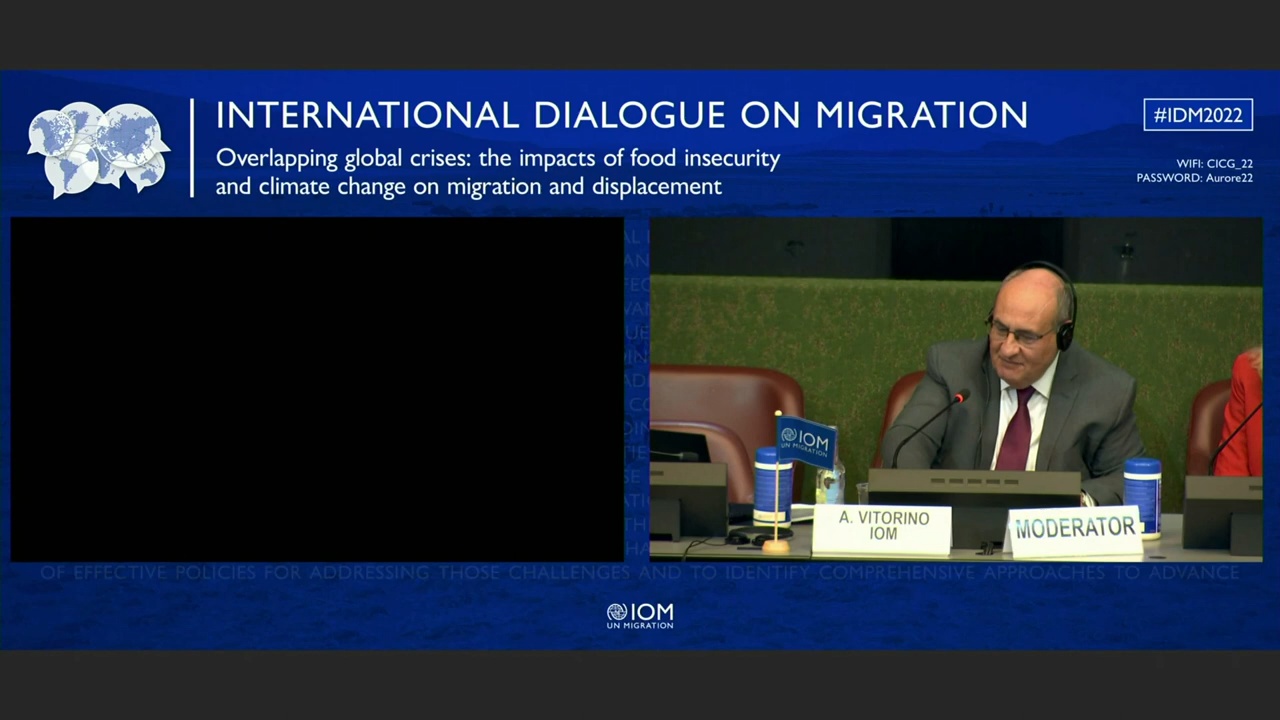 INTERNATIONAL DIALOGUE ON MIGRATION
Overlapping global crises: the impacts of food insecurity
and climate change on migration and displacement
#IDM2022
WIFI: CICG_22
PASSWORD: Aurore22
IOM
UN MIGRATION
A. VITORINO
IOM
MODERATOR
OF EFFECTIVE POLICIES FOR ADDRESSING THOSE CHALLENGES AND TO IDENTIFY COMPREHENSIVE APPROACHES TO ADVANCE
IOM
UN MIGRATION